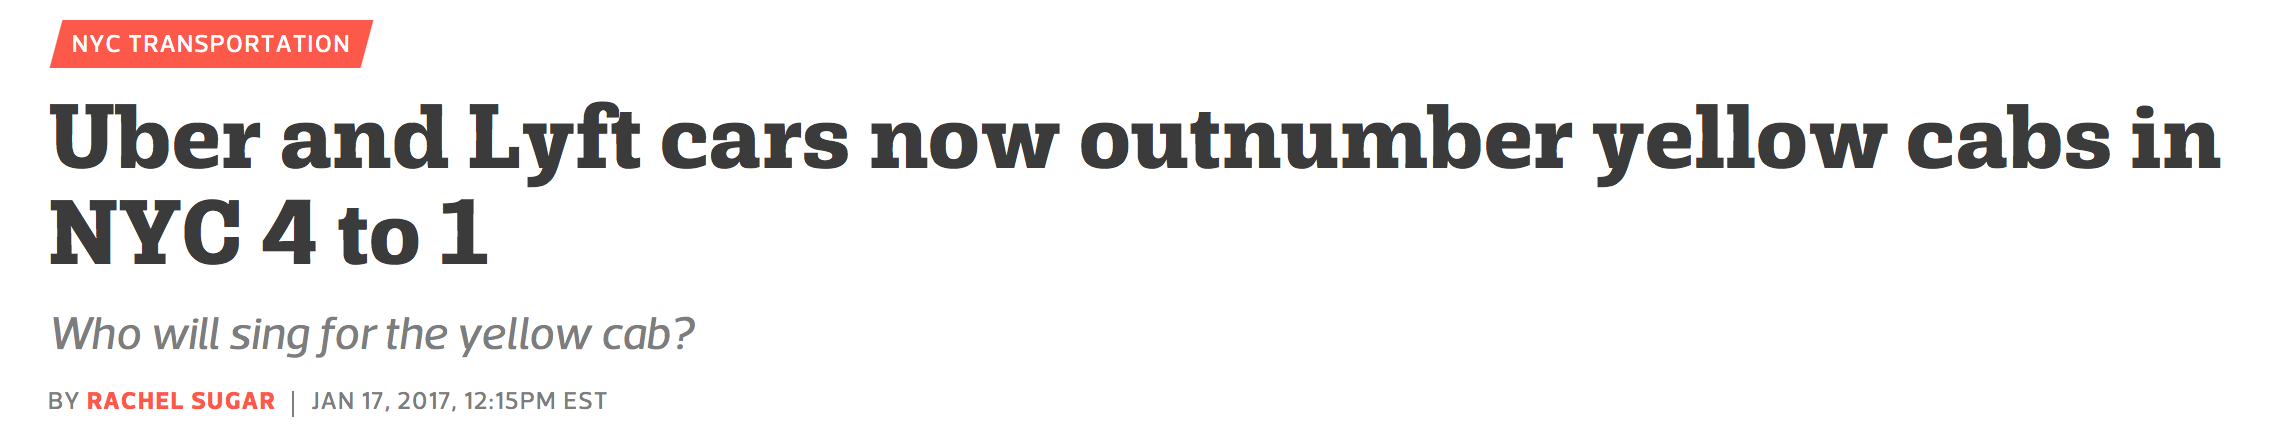 NYC TRANSPORTATION
Uber and Lyft cars now outnumber yellow cabs in
NYC 4 to 1
Who will sing for the yellow cab?
BY RACHEL SUGAR | JAN 17, 2017, 12:15PM EST